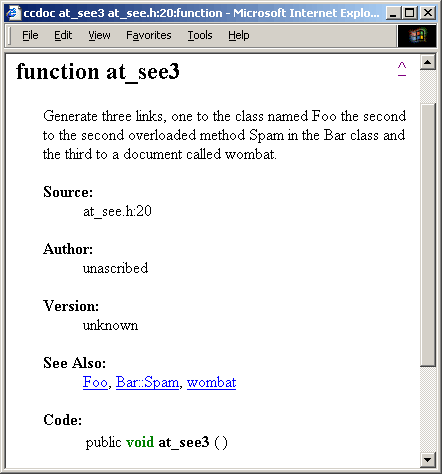 ccdoc at_see3 at_see.h:20:function - Microsoft Internet Explo...
File Edit View Favorites Tools Help
function at_see3 ^
Generate three links, one to the class named Foo the second
to the second overloaded method Spam in the Bar class and
the third to a document called wombat.
Source:
at_see.h:20
Author:
unascribed
Version:
unknown
See Also:
Foo, Bar::Spam, wombat
Code:
public void at_see3 ( )